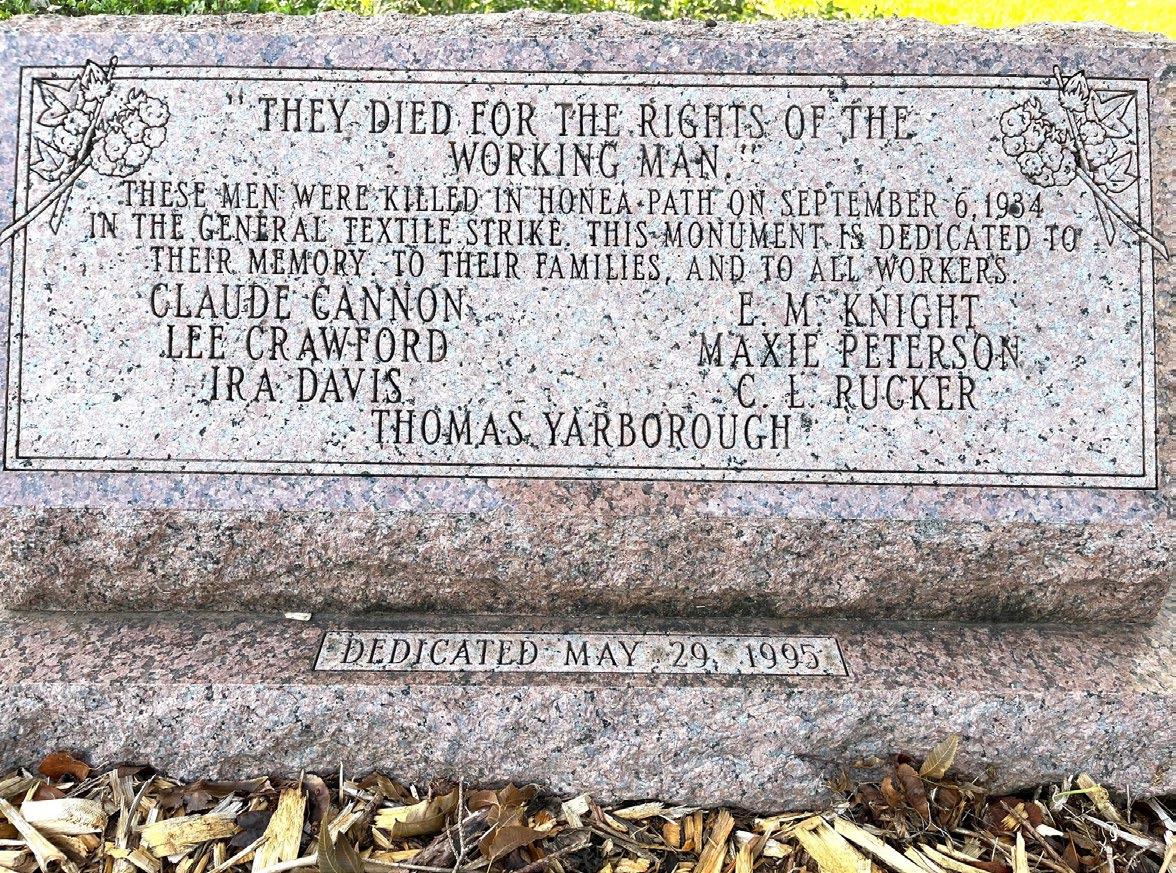 "THEY DIED FOR THE RIGHTS OF THE
WORKING MAN."
THESE MEN WERE KILLED IN HONEA PATH ON SEPTEMBER 6, 1934
IN THE GENERAL TEXTILE STRIKE. THIS MONUMENT IS DEDICATED TO
THEIR MEMORY, TO THEIR FAMILIES, AND TO ALL WORKERS.
CLAUDE CANNON E. M. KNIGHT
LEE CRAWFORD MAXIE PETERSON
IRA DAVIS C. L. RUCKER
THOMAS YARBOROUGH
DEDICATED MAY 29, 1995